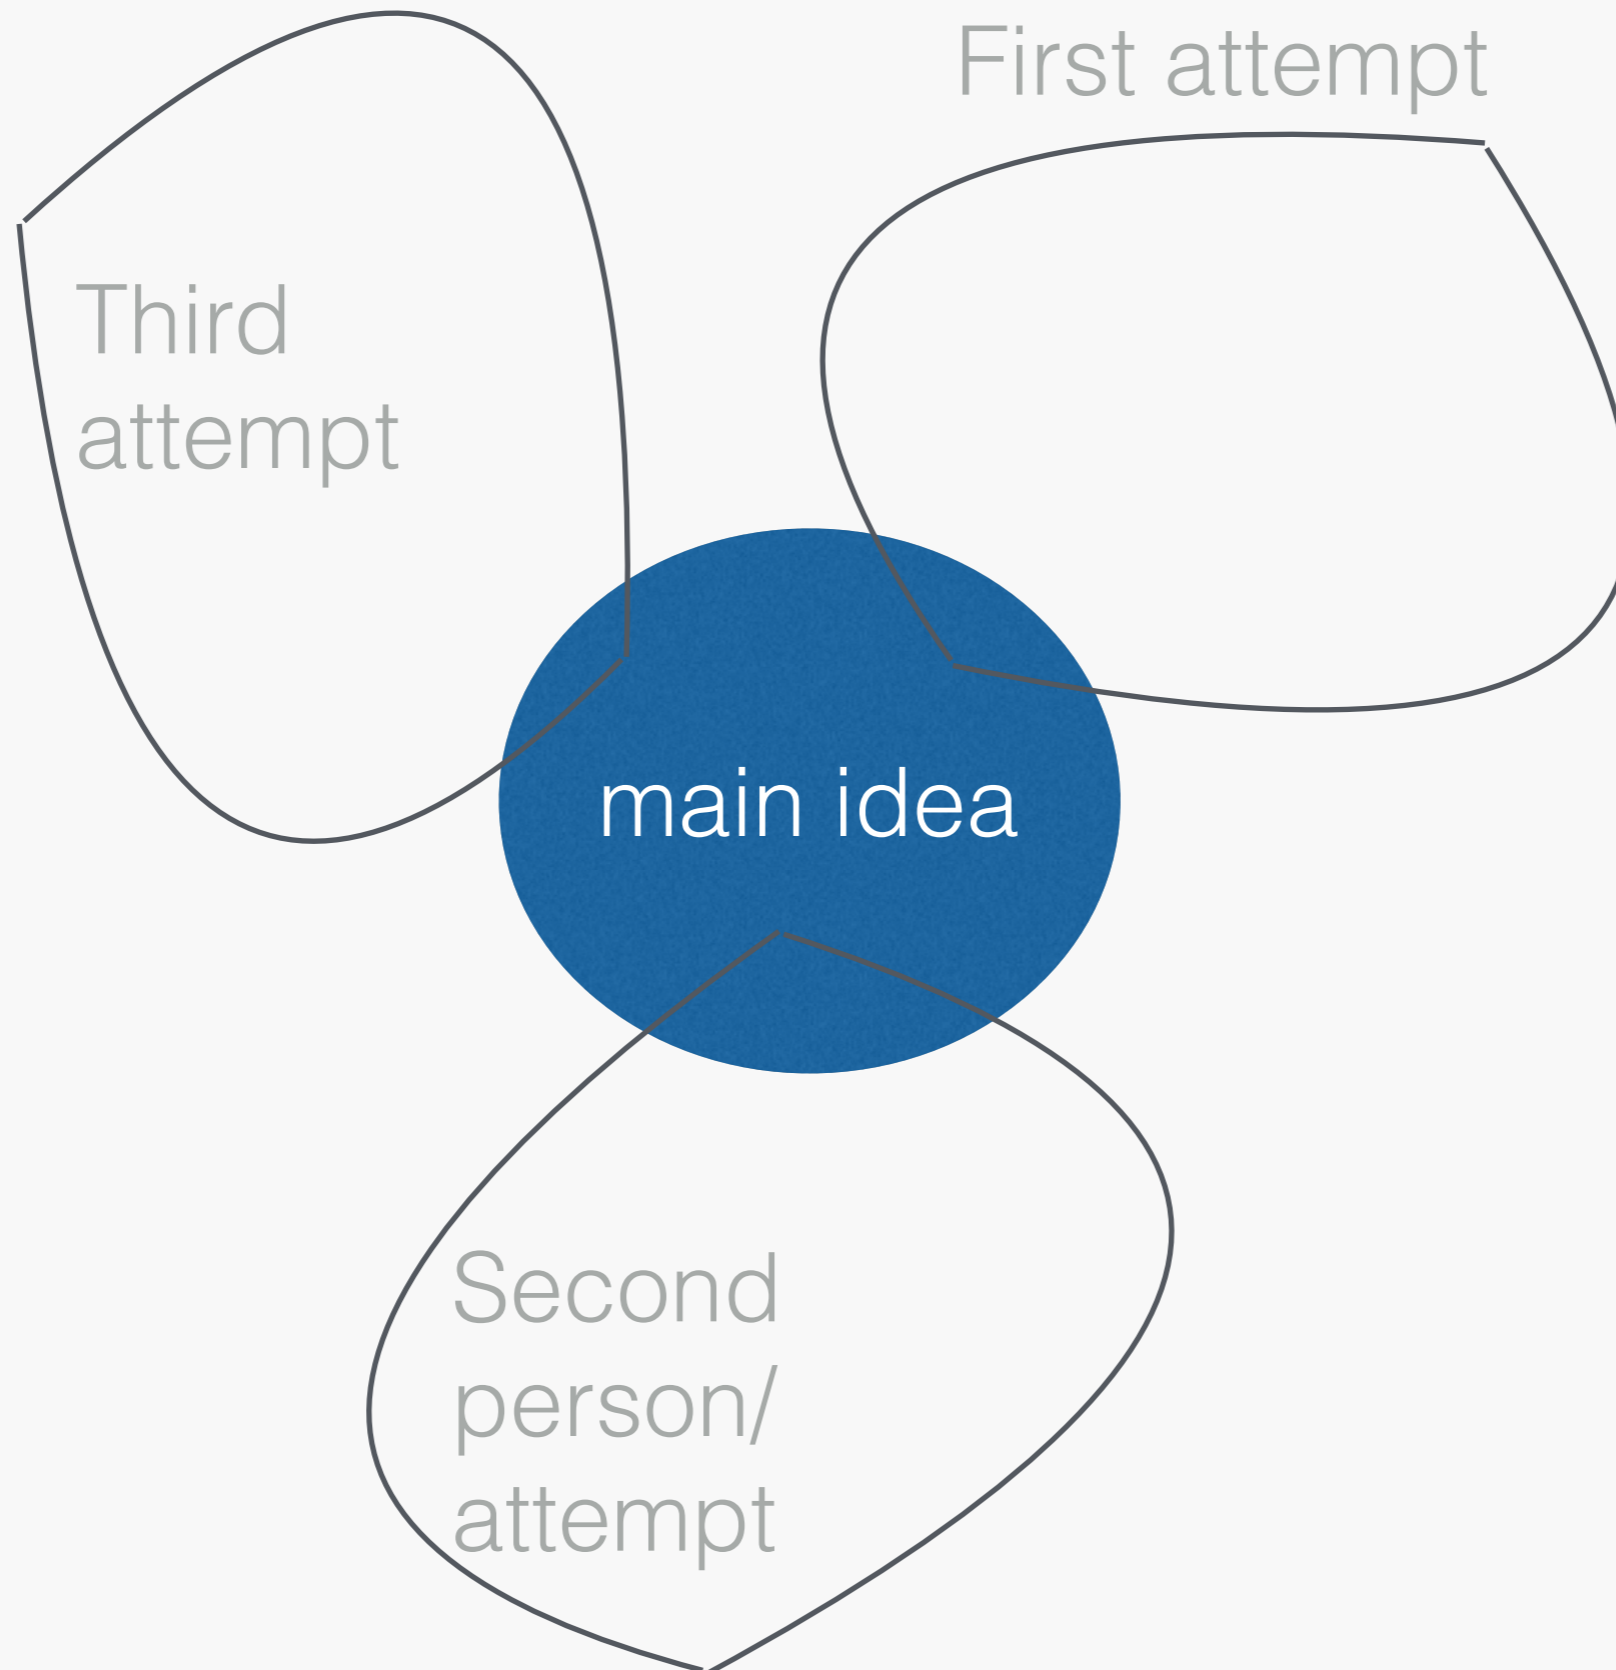 First attempt
Third
attempt
main idea
Second
person/
attempt